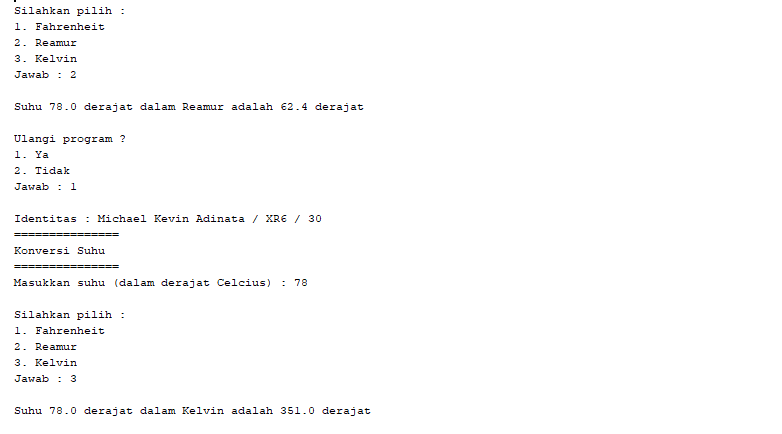 Silahkan pilih :
1. Fahrenheit
2. Reamur
3. Kelvin
Jawab : 2
Suhu 78.0 derajat dalam Reamur adalah 62.4 derajat
Ulangi program ?
1. Ya
2. Tidak
Jawab : 1
Identitas : Michael Kevin Adinata / XR6 / 30
===============
Konversi Suhu
===============
Masukkan suhu (dalam derajat Celcius) : 78
Silahkan pilih :
1. Fahrenheit
2. Reamur
3. Kelvin
Jawab : 3
Suhu 78.0 derajat dalam Kelvin adalah 351.0 derajat